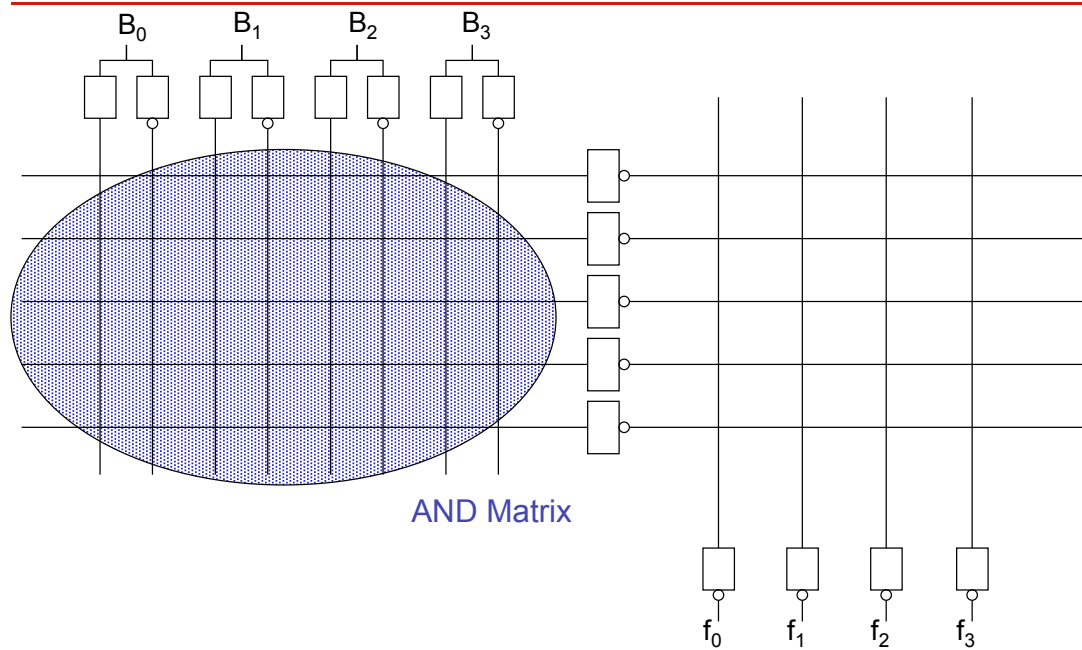 B₀ B₁ B₂ B₃
AND Matrix
f₀ f₁ f₂ f₃